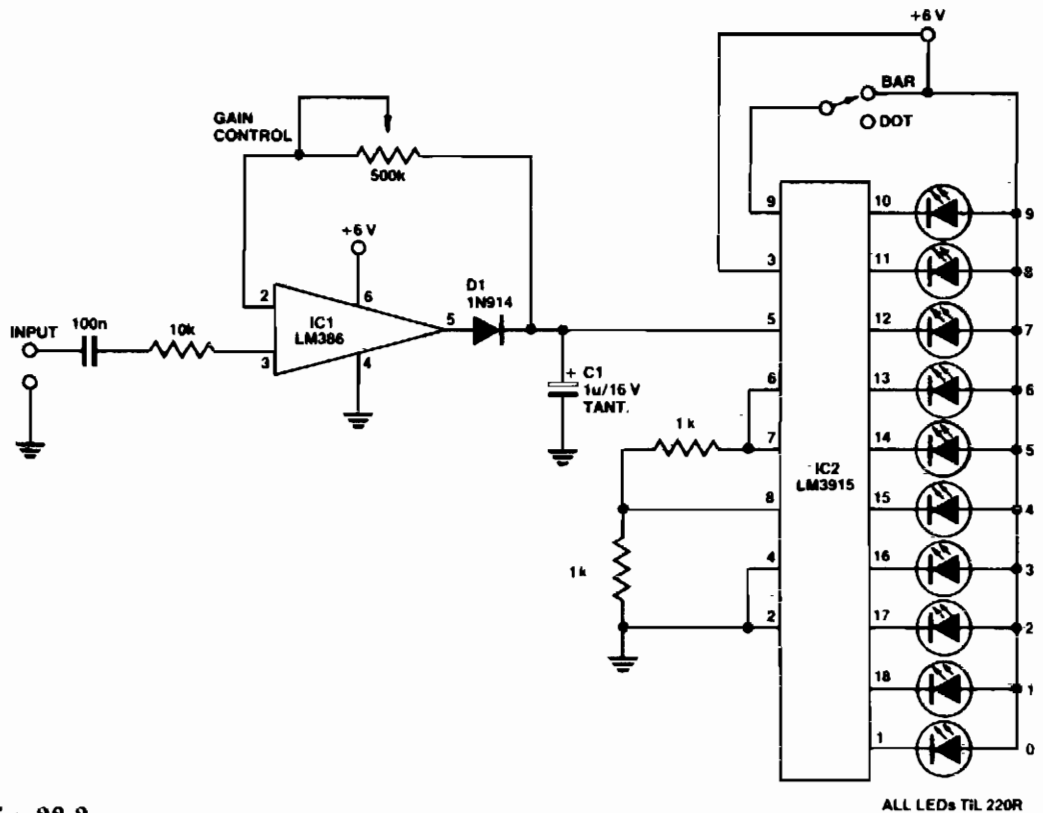 +6 V
BAR
DOT
GAIN
CONTROL
500k
+6 V
INPUT
100n
10k
2
3
6
4
5
IC1
LM386
D1
1N914
+ C1
1u/16 V
TANT.
1 k
1k
9
3
5
6
7
8
4
2
IC2
LM3915
10
11
12
13
14
15
16
17
18
1
9
8
7
6
5
4
3
2
1
0
ALL LEDs TiL 220R